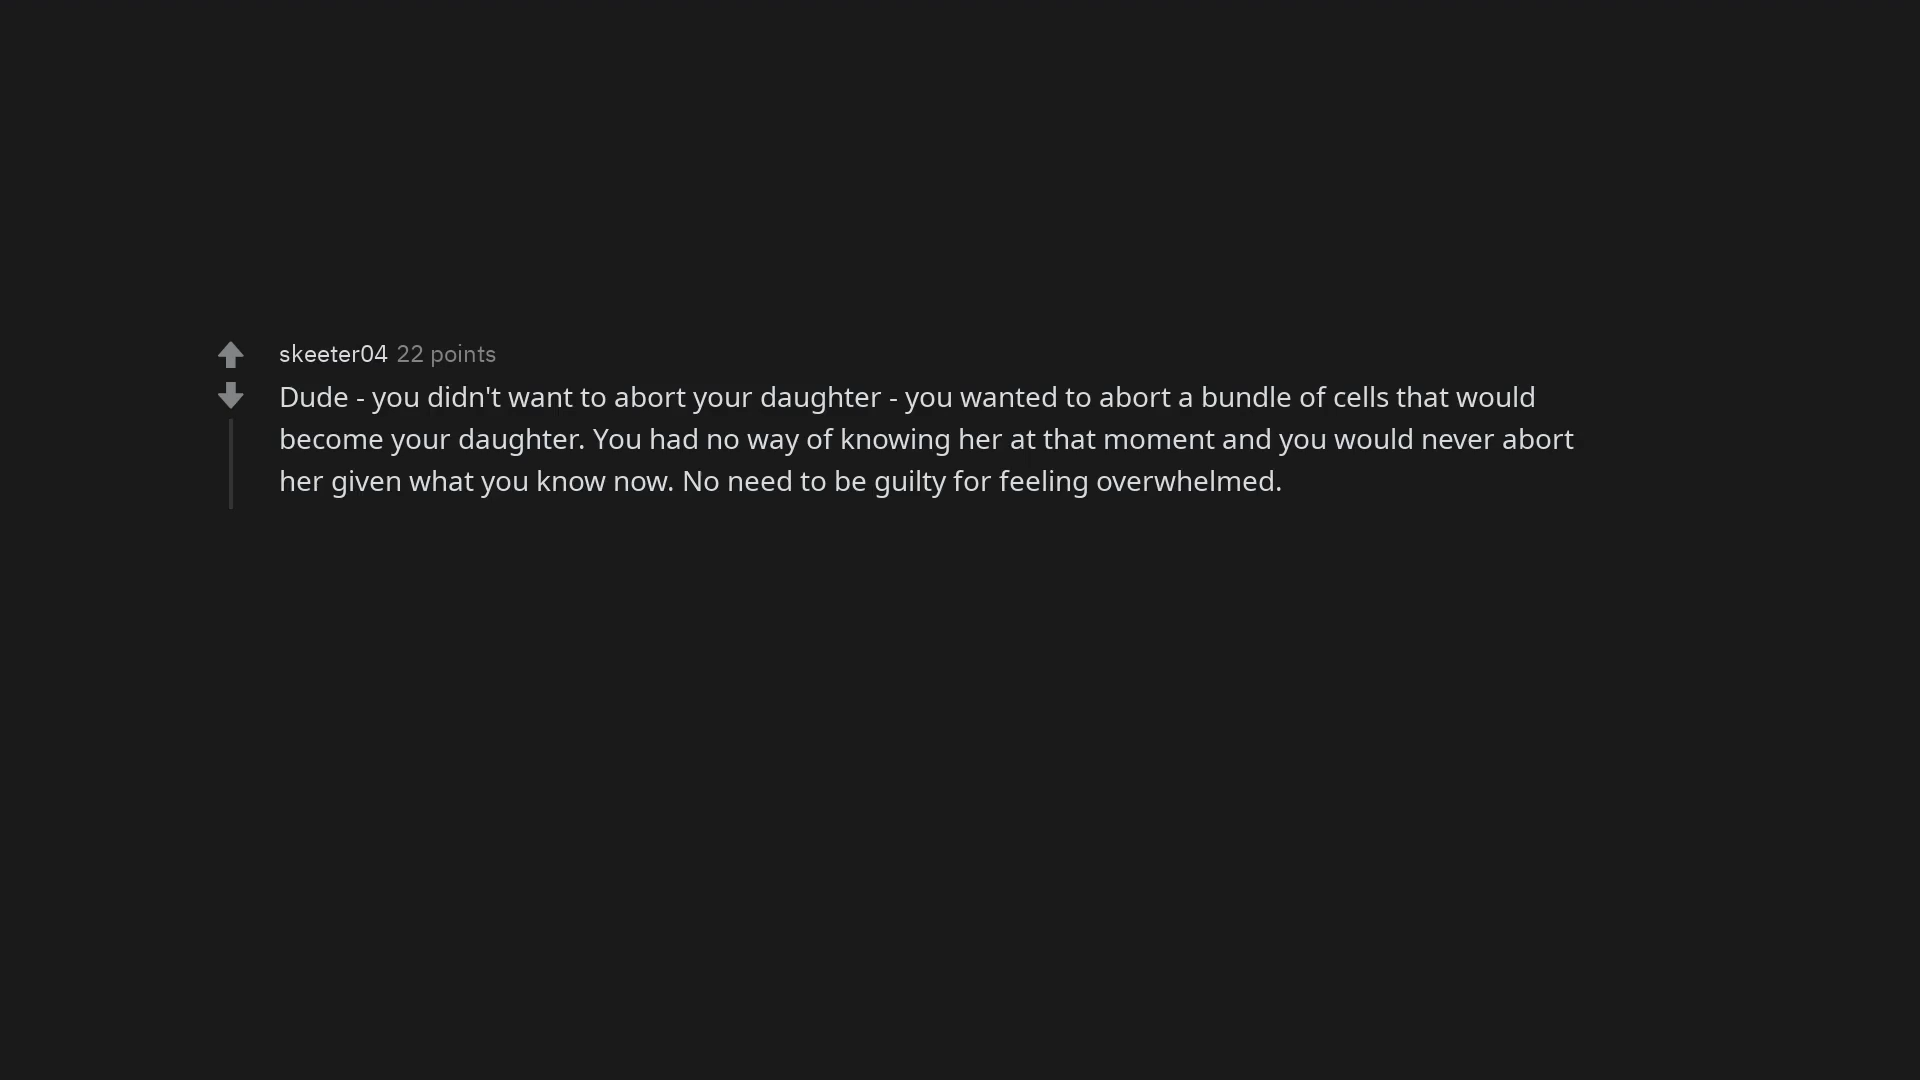 skeeter04 22 points
Dude - you didn't want to abort your daughter - you wanted to abort a bundle of cells that would
become your daughter. You had no way of knowing her at that moment and you would never abort
her given what you know now. No need to be guilty for feeling overwhelmed.